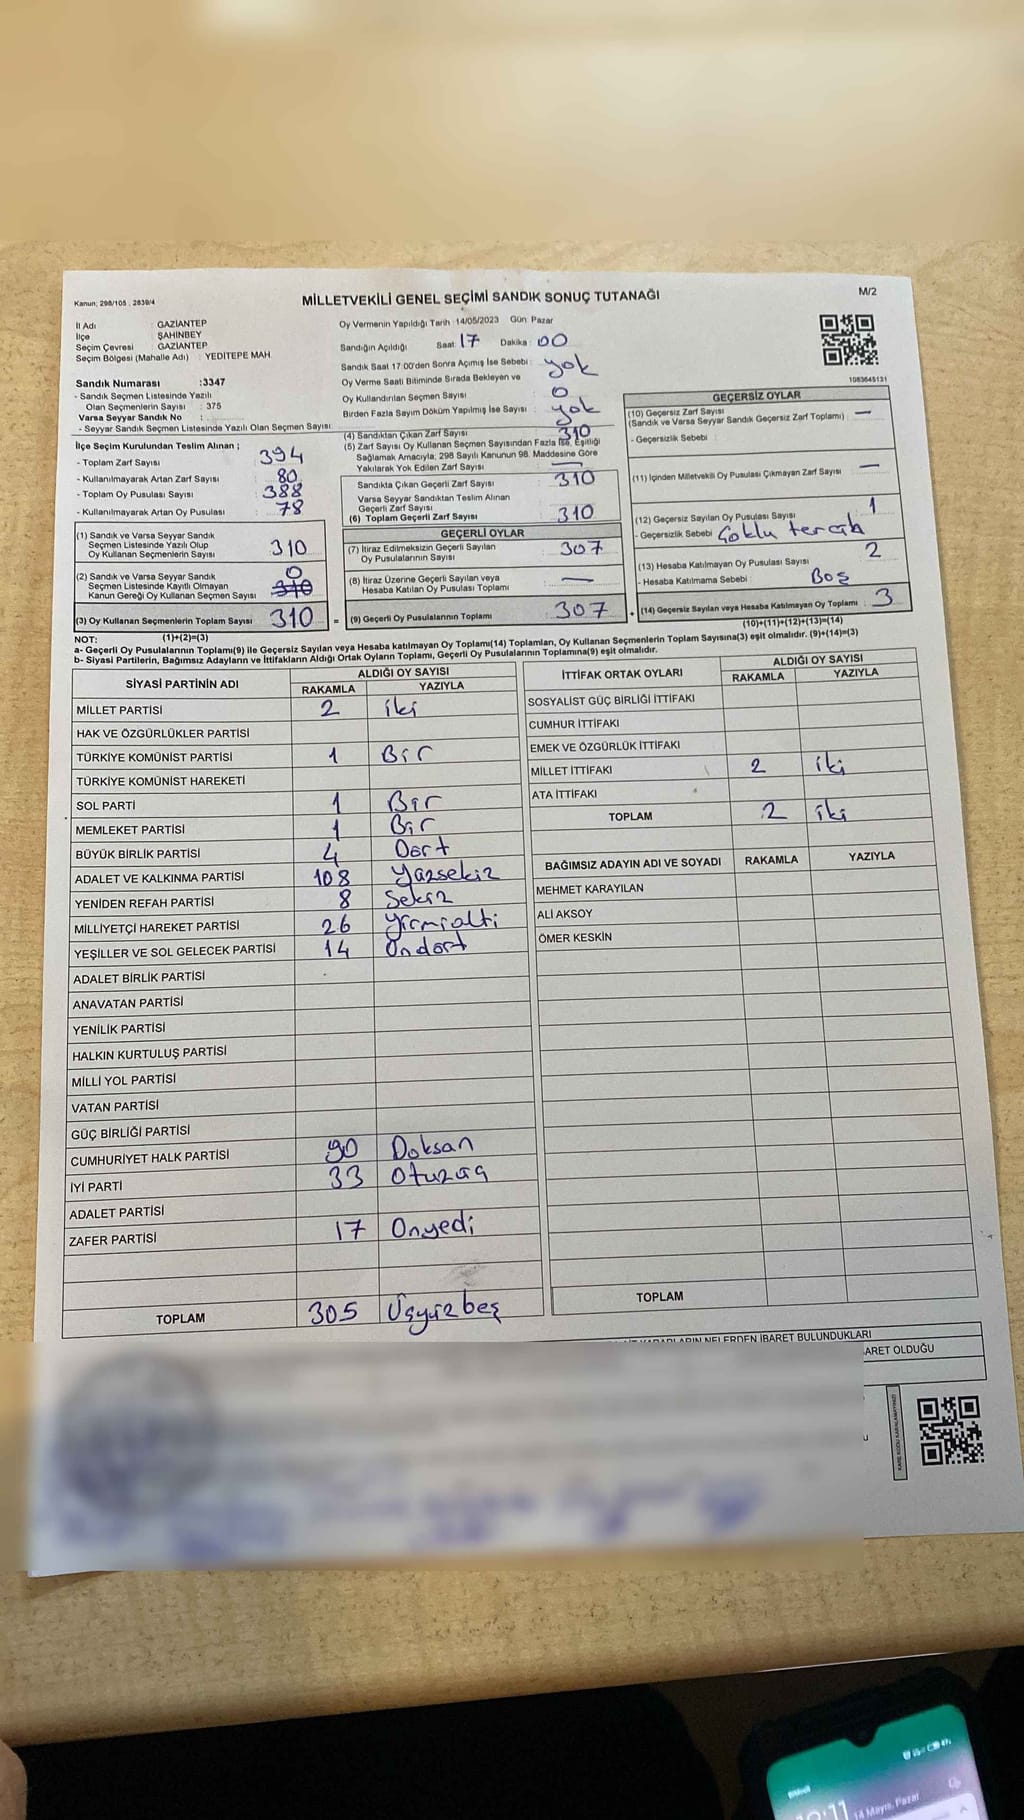 Kanun; 298/105 . 2839/4
MİLLETVEKİLİ GENEL SEÇİMİ SANDIK SONUÇ TUTANAĞI
M/2
İl Adı : GAZİANTEP
İlçe : ŞAHİNBEY
Seçim Çevresi : GAZİANTEP
Seçim Bölgesi (Mahalle Adı) : YEDİTEPE MAH.
Sandık Numarası :3347
- Sandık Seçmen Listesinde Yazılı
Olan Seçmenlerin Sayısı : 375
Varsa Seyyar Sandık No :
- Seyyar Sandık Seçmen Listesinde Yazılı Olan Seçmen Sayısı:
Oy Vermenin Yapıldığı Tarih 14/05/2023 Gün: Pazar
Sandığın Açıldığı Saat: 17 Dakika : 00
Sandık Saat 17:00'den Sonra Açımış İse Sebebi : yok
Oy Verme Saati Bitiminde Sırada Bekleyen ve
Oy Kullandırılan Seçmen Sayısı : 0
Birden Fazla Sayım Döküm Yapılmış İse Sayısı : yok
1083645131
İlçe Seçim Kurulundan Teslim Alınan ;
- Toplam Zarf Sayısı : 394
- Kullanılmayarak Artan Zarf Sayısı : 80
- Toplam Oy Pusulası Sayısı : 388
- Kullanılmayarak Artan Oy Pusulası : 78
(4) Sandıktan Çıkan Zarf Sayısı 310
(5) Zarf Sayısı Oy Kullanan Seçmen Sayısından Fazla İse, Eşitliği
Sağlamak Amacıyla, 298 Sayılı Kanunun 98. Maddesine Göre
Yakılarak Yok Edilen Zarf Sayısı —
Sandıkta Çıkan Geçerli Zarf Sayısı 310
Varsa Seyyar Sandıktan Teslim Alınan
Geçerli Zarf Sayısı
(6) Toplam Geçerli Zarf Sayısı 310
GEÇERSİZ OYLAR
(10) Geçersiz Zarf Sayısı —
(Sandık ve Varsa Seyyar Sandık Geçersiz Zarf Toplamı)
- Geçersizlik Sebebi :
(11) İçinden Milletvekili Oy Pusulası Çıkmayan Zarf Sayısı —
(12) Geçersiz Sayılan Oy Pusulası Sayısı 1
- Geçersizlik Sebebi : Çoklu tercih
(13) Hesaba Katılmayan Oy Pusulası Sayısı 2
- Hesaba Katılmama Sebebi : Boş
(14) Geçersiz Sayılan veya Hesaba Katılmayan Oy Toplamı 3
(10)+(11)+(12)+(13)=(14)
(1) Sandık ve Varsa Seyyar Sandık
Seçmen Listesinde Yazılı Olup
Oy Kullanan Seçmenlerin Sayısı 310
(2) Sandık ve Varsa Seyyar Sandık
Seçmen Listesinde Kayıtlı Olmayan
Kanun Gereği Oy Kullanan Seçmen Sayısı 0 310
(3) Oy Kullanan Seçmenlerin Toplam Sayısı 310 =
(1)+(2)=(3)
GEÇERLİ OYLAR
(7) İtiraz Edilmeksizin Geçerli Sayılan
Oy Pusulalarının Sayısı 307
(8) İtiraz Üzerine Geçerli Sayılan veya
Hesaba Katılan Oy Pusulası Toplamı —
(9) Geçerli Oy Pusulalarının Toplamı 307 +
NOT:
a- Geçerli Oy Pusulalarının Toplamı(9) ile Geçersiz Sayılan veya Hesaba katılmayan Oy Toplamı(14) Toplamları, Oy Kullanan Seçmenlerin Toplam Sayısına(3) eşit olmalıdır. (9)+(14)=(3)
b- Siyasi Partilerin, Bağımsız Adayların ve İttifakların Aldığı Ortak Oyların Toplamı, Geçerli Oy Pusulalarının Toplamına(9) eşit olmalıdır.
SİYASİ PARTİNİN ADI ALDIĞI OY SAYISI
RAKAMLA YAZIYLA
MİLLET PARTİSİ 2 iki
HAK VE ÖZGÜRLÜKLER PARTİSİ
TÜRKİYE KOMÜNİST PARTİSİ 1 Bir
TÜRKİYE KOMÜNİST HAREKETİ
SOL PARTİ 1 Bir
MEMLEKET PARTİSİ 1 Bir
BÜYÜK BİRLİK PARTİSİ 4 Dört
ADALET VE KALKINMA PARTİSİ 108 Yüzsekiz
YENİDEN REFAH PARTİSİ 8 Sekiz
MİLLİYETÇİ HAREKET PARTİSİ 26 Yirmialti
YEŞİLLER VE SOL GELECEK PARTİSİ 14 Ondört
ADALET BİRLİK PARTİSİ
ANAVATAN PARTİSİ
YENİLİK PARTİSİ
HALKIN KURTULUŞ PARTİSİ
MİLLİ YOL PARTİSİ
VATAN PARTİSİ
GÜÇ BİRLİĞİ PARTİSİ
CUMHURİYET HALK PARTİSİ 90 Doksan
İYİ PARTİ 33 Otuzüç
ADALET PARTİSİ
ZAFER PARTİSİ 17 Onyedi
TOPLAM 305 Üçyüzbeş
İTTİFAK ORTAK OYLARI ALDIĞI OY SAYISI
RAKAMLA YAZIYLA
SOSYALİST GÜÇ BİRLİĞİ İTTİFAKI
CUMHUR İTTİFAKI
EMEK VE ÖZGÜRLÜK İTTİFAKI
MİLLET İTTİFAKI 2 iki
ATA İTTİFAKI
TOPLAM 2 iki
BAĞIMSIZ ADAYIN ADI VE SOYADI RAKAMLA YAZIYLA
MEHMET KARAYILAN
ALİ AKSOY
ÖMER KESKİN
TOPLAM
NELERDEN İBARET BULUNDUKLARI
OLDUĞU
14 Mayıs, Pazar